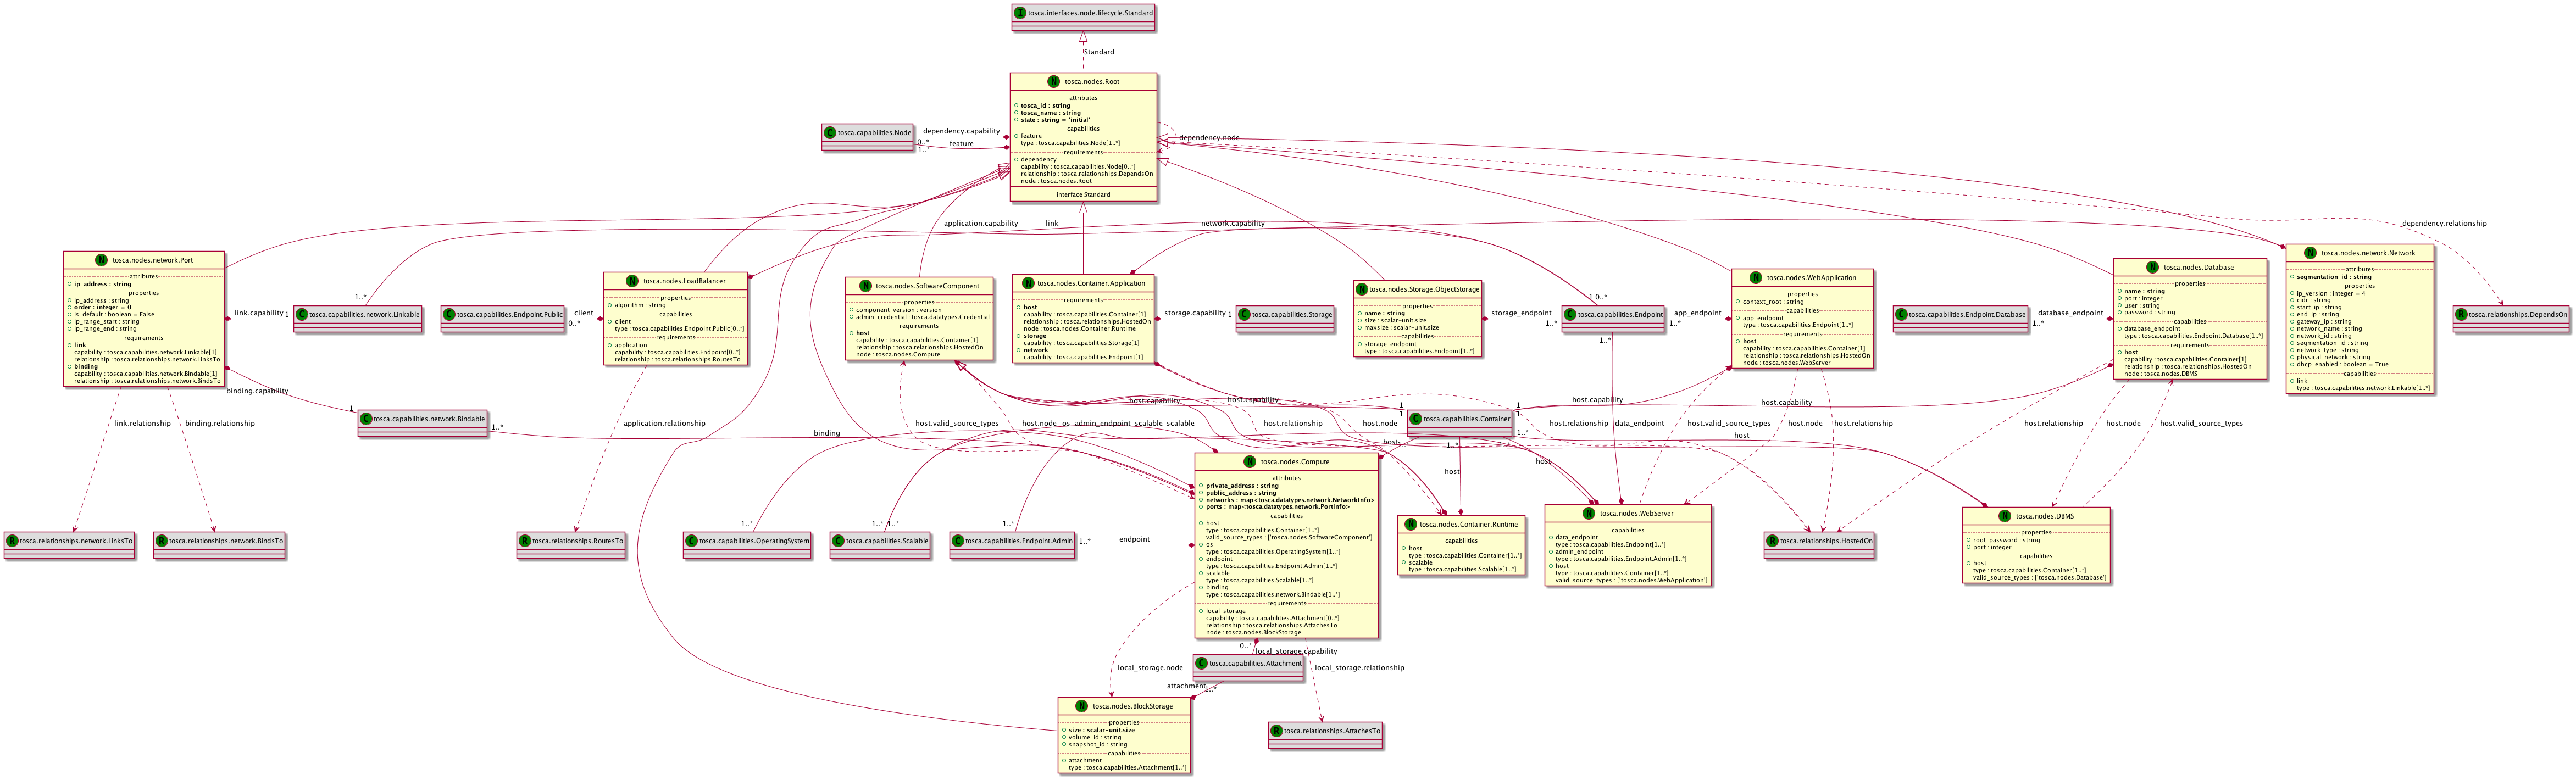 I tosca.interfaces.node.lifecycle.Standard
Standard
N tosca.nodes.Root
attributes
tosca_id : string
tosca_name : string
state : string = 'initial'
capabilities
feature
type : tosca.capabilities.Node[1..*]
requirements
dependency
capability : tosca.capabilities.Node[0..*]
relationship : tosca.relationships.DependsOn
node : tosca.nodes.Root
interface Standard
C tosca.capabilities.Node
dependency.capability
0..*
feature
1..*
dependency.node
dependency.relationship
application.capability
link
network.capability
N tosca.nodes.network.Port
attributes
ip_address : string
properties
ip_address : string
order : integer = 0
is_default : boolean = False
ip_range_start : string
ip_range_end : string
requirements
link
capability : tosca.capabilities.network.Linkable[1]
relationship : tosca.relationships.network.LinksTo
binding
capability : tosca.capabilities.network.Bindable[1]
relationship : tosca.relationships.network.BindsTo
link.capability
1
1..*
C tosca.capabilities.network.Linkable
C tosca.capabilities.Endpoint.Public
client
0..*
N tosca.nodes.LoadBalancer
properties
algorithm : string
capabilities
client
type : tosca.capabilities.Endpoint.Public[0..*]
requirements
application
capability : tosca.capabilities.Endpoint[0..*]
relationship : tosca.relationships.RoutesTo
N tosca.nodes.SoftwareComponent
properties
component_version : version
admin_credential : tosca.datatypes.Credential
requirements
host
capability : tosca.capabilities.Container[1]
relationship : tosca.relationships.HostedOn
node : tosca.nodes.Compute
N tosca.nodes.Container.Application
requirements
host
capability : tosca.capabilities.Container[1]
relationship : tosca.relationships.HostedOn
node : tosca.nodes.Container.Runtime
storage
capability : tosca.capabilities.Storage[1]
network
capability : tosca.capabilities.Endpoint[1]
storage.capability
1
C tosca.capabilities.Storage
N tosca.nodes.Storage.ObjectStorage
properties
name : string
size : scalar-unit.size
maxsize : scalar-unit.size
capabilities
storage_endpoint
type : tosca.capabilities.Endpoint[1..*]
storage_endpoint
1..*
1 0..*
C tosca.capabilities.Endpoint
1..*
app_endpoint
1..*
N tosca.nodes.WebApplication
properties
context_root : string
capabilities
app_endpoint
type : tosca.capabilities.Endpoint[1..*]
requirements
host
capability : tosca.capabilities.Container[1]
relationship : tosca.relationships.HostedOn
node : tosca.nodes.WebServer
C tosca.capabilities.Endpoint.Database
database_endpoint
1..*
N tosca.nodes.Database
properties
name : string
port : integer
user : string
password : string
capabilities
database_endpoint
type : tosca.capabilities.Endpoint.Database[1..*]
requirements
host
capability : tosca.capabilities.Container[1]
relationship : tosca.relationships.HostedOn
node : tosca.nodes.DBMS
N tosca.nodes.network.Network
attributes
segmentation_id : string
properties
ip_version : integer = 4
cidr : string
start_ip : string
end_ip : string
gateway_ip : string
network_name : string
network_id : string
segmentation_id : string
network_type : string
physical_network : string
dhcp_enabled : boolean = True
capabilities
link
type : tosca.capabilities.network.Linkable[1..*]
R tosca.relationships.DependsOn
binding.capability
1
C tosca.capabilities.network.Bindable
1..*
binding
link.relationship
binding.relationship
application.relationship
host.valid_source_types
host.node
os
admin_endpoint
scalable
scalable
host.capability
host.capability
host.relationship
host.node
host
host
host
1
1
1
1
C tosca.capabilities.Container
1..*
1..*
1..*
host.capability
host.capability
host.relationship
data_endpoint
host.valid_source_types
host.node
host.relationship
host
host.relationship
host.node
host.valid_source_types
R tosca.relationships.network.LinksTo
R tosca.relationships.network.BindsTo
R tosca.relationships.RoutesTo
1..*
C tosca.capabilities.OperatingSystem
1..*
1..*
C tosca.capabilities.Scalable
1..*
C tosca.capabilities.Endpoint.Admin
1..*
endpoint
N tosca.nodes.Compute
attributes
private_address : string
public_address : string
networks : map<tosca.datatypes.network.NetworkInfo>
ports : map<tosca.datatypes.network.PortInfo>
capabilities
host
type : tosca.capabilities.Container[1..*]
valid_source_types : ['tosca.nodes.SoftwareComponent']
os
type : tosca.capabilities.OperatingSystem[1..*]
endpoint
type : tosca.capabilities.Endpoint.Admin[1..*]
scalable
type : tosca.capabilities.Scalable[1..*]
binding
type : tosca.capabilities.network.Bindable[1..*]
requirements
local_storage
capability : tosca.capabilities.Attachment[0..*]
relationship : tosca.relationships.AttachesTo
node : tosca.nodes.BlockStorage
N tosca.nodes.Container.Runtime
capabilities
host
type : tosca.capabilities.Container[1..*]
scalable
type : tosca.capabilities.Scalable[1..*]
N tosca.nodes.WebServer
capabilities
data_endpoint
type : tosca.capabilities.Endpoint[1..*]
admin_endpoint
type : tosca.capabilities.Endpoint.Admin[1..*]
host
type : tosca.capabilities.Container[1..*]
valid_source_types : ['tosca.nodes.WebApplication']
R tosca.relationships.HostedOn
N tosca.nodes.DBMS
properties
root_password : string
port : integer
capabilities
host
type : tosca.capabilities.Container[1..*]
valid_source_types : ['tosca.nodes.Database']
0..*
local_storage.capability
C tosca.capabilities.Attachment
local_storage.node
local_storage.relationship
attachment
1..*
N tosca.nodes.BlockStorage
properties
size : scalar-unit.size
volume_id : string
snapshot_id : string
capabilities
attachment
type : tosca.capabilities.Attachment[1..*]
R tosca.relationships.AttachesTo